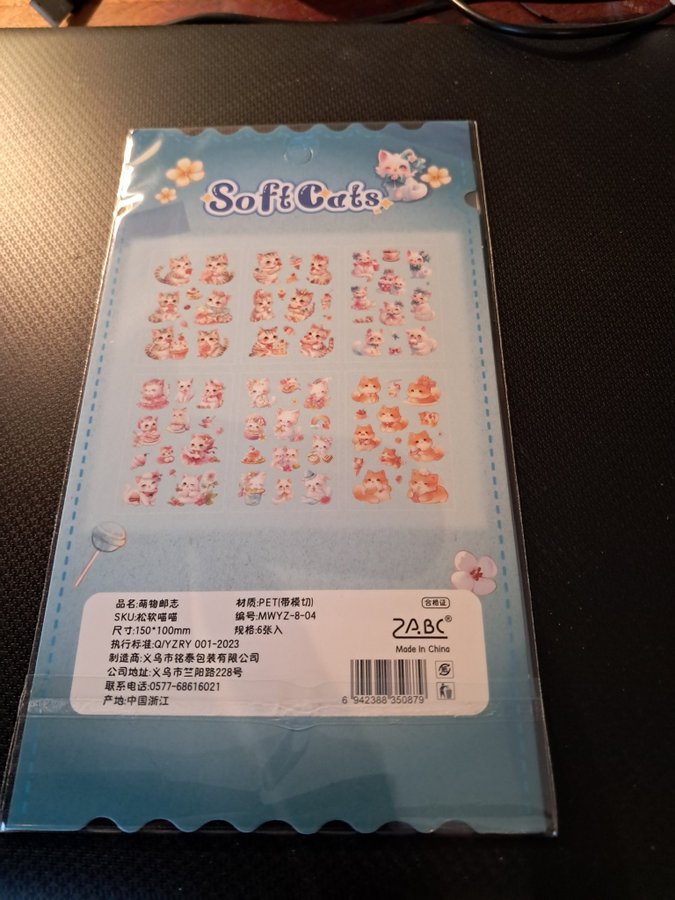 Soft Cats
品名:萌物邮志 材质:PET(带模切)
SKU:松软喵喵 编号:MWYZ-8-04
尺寸:150*100mm 规格:6张入
执行标准:Q/YZRY 001-2023
制造商:义乌市铭泰包装有限公司
公司地址:义乌市竺阳路228号
联系电话:0577-68616021
产地:中国浙江
合格证
ZABC®
Made In China
6 942388 350879